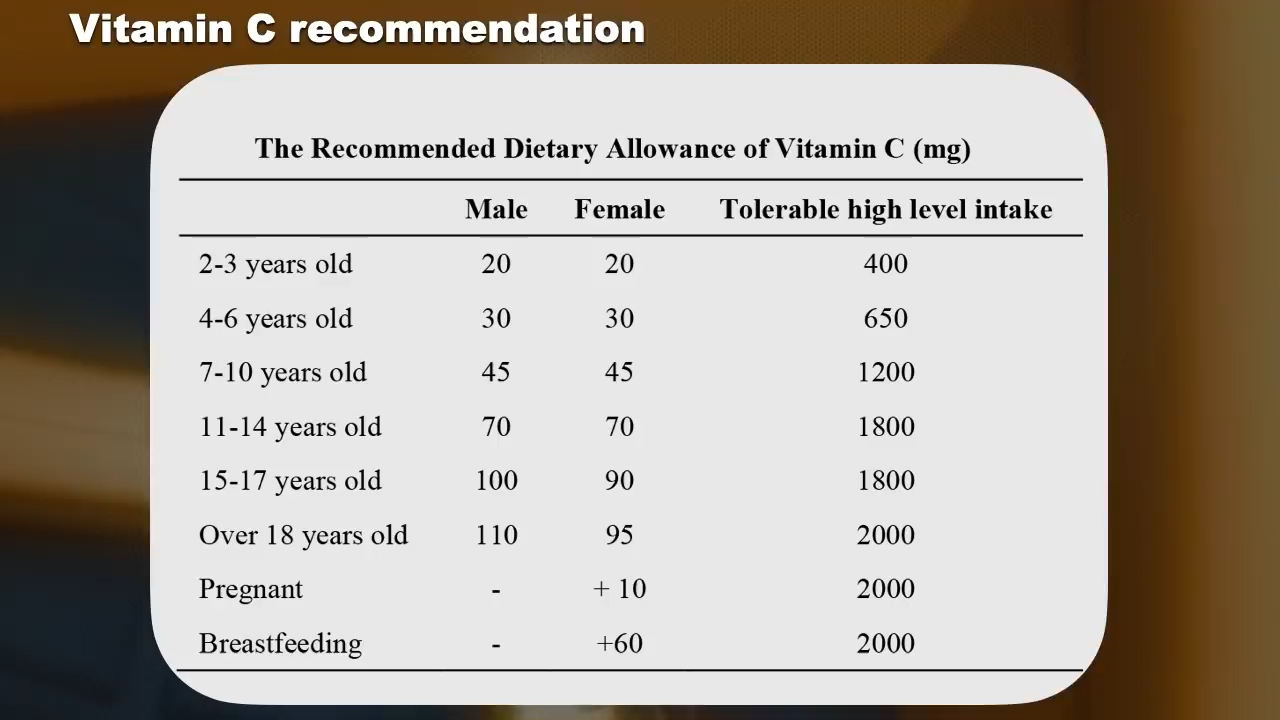 Vitamin C recommendation
The Recommended Dietary Allowance of Vitamin C (mg)
Male Female Tolerable high level intake
2-3 years old 20 20 400
4-6 years old 30 30 650
7-10 years old 45 45 1200
11-14 years old 70 70 1800
15-17 years old 100 90 1800
Over 18 years old 110 95 2000
Pregnant - + 10 2000
Breastfeeding - +60 2000